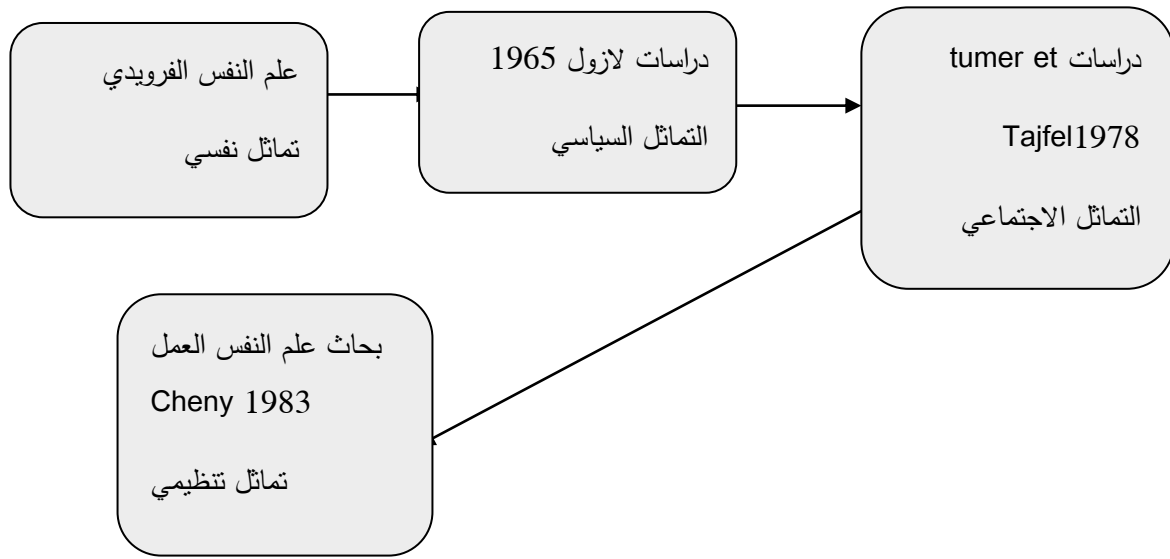 علم النفس الفرويدي
تماثل نفسي
دراسات لازول 1965
التماثل السياسي
دراسات tumer et
Tajfel1978
التماثل الاجتماعي
بحاث علم النفس العمل
Cheny 1983
تماثل تنظيمي